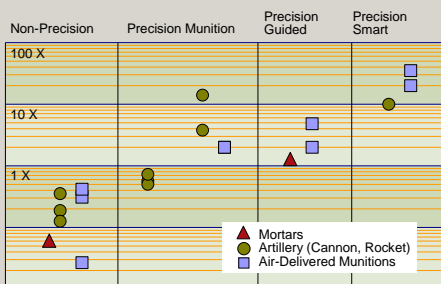 Non-Precision
Precision Munition
Precision
Guided
Precision
Smart
100 X
10 X
1 X
Mortars
Artillery (Cannon, Rocket)
Air-Delivered Munitions